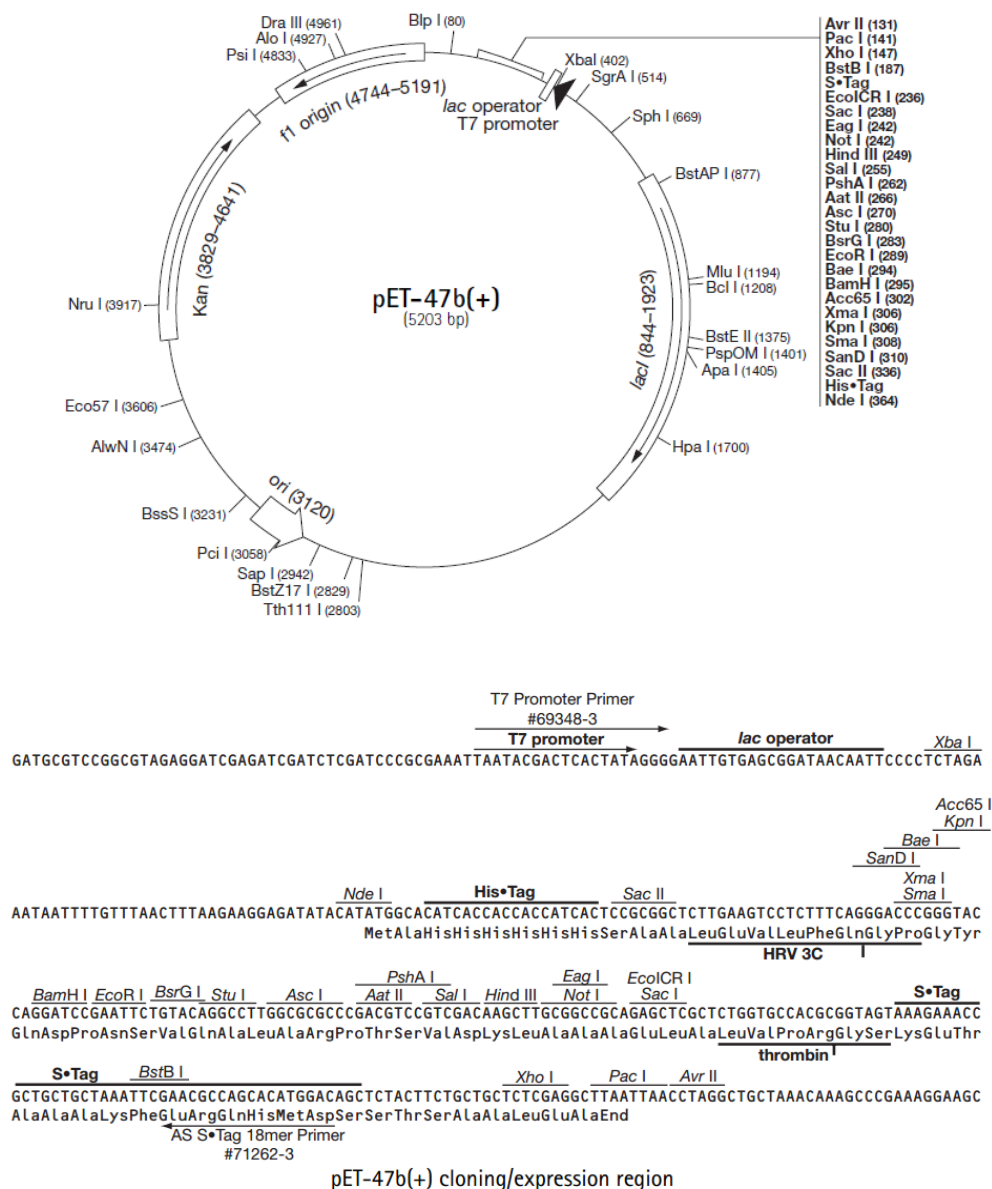 Dra III (4961)
Alo I (4927)
Psi I (4833)
Blp I (80)
XbaI (402)
SgrA I (514)
lac operator
T7 promoter
Sph I (669)
f1 origin (4744–5191)
BstAP I (877)
Kan (3829–4641)
pET-47b(+)
(5203 bp)
Mlu I (1194)
Bcl I (1208)
Nru I (3917)
BstE II (1375)
PspOM I (1401)
Apa I (1405)
lacI (844–1923)
Eco57 I (3606)
AlwN I (3474)
Hpa I (1700)
ori (3120)
BssS I (3231)
Pci I (3058)
Sap I (2942)
BstZ17 I (2829)
Tth111 I (2803)
Avr II (131)
Pac I (141)
Xho I (147)
BstB I (187)
S•Tag
EcoICR I (236)
Sac I (238)
Eag I (242)
Not I (242)
Hind III (249)
Sal I (255)
PshA I (262)
Aat II (266)
Asc I (270)
Stu I (280)
BsrG I (283)
EcoR I (289)
Bae I (294)
BamH I (295)
Acc65 I (302)
Xma I (306)
Kpn I (306)
Sma I (308)
SanD I (310)
Sac II (336)
His•Tag
Nde I (364)
T7 Promoter Primer
#69348-3
T7 promoter
lac operator
Xba I
GATGCGTCCGGCGTAGAGGATCGAGATCGATCTCGATCCCGCGAAATTAATACGACTCACTATAGGGGAATTGTGAGCGGATAACAATTCCCCTCTAGA
Acc65 I
Kpn I
Bae I
SanD I
Xma I
Nde I His•Tag Sac II Sma I
AATAATTTTGTTTAACTTTAAGAAGGAGATATACATATGGCACATCACCACCACCATCACTCCGCGGCTCTTGAAGTCCTCTTTCAGGGACCCGGGTAC
MetAlaHisHisHisHisHisHisSerAlaAlaLeuGluValLeuPheGlnGlyProGlyTyr
HRV 3C
PshA I Eag I EcoICR I
BamH I EcoR I BsrG I Stu I Asc I Aat II Sal I Hind III Not I Sac I S•Tag
CAGGATCCGAATTCTGTACAGGCCTTGGCGCGCCCGACGTCCGTCGACAAGCTTGCGGCCGCAGAGCTCGCTCTGGTGCCACGCGGTAGTAAAGAAACC
GlnAspProAsnSerValGlnAlaLeuAlaArgProThrSerValAspLysLeuAlaAlaAlaGluLeuAlaLeuValProArgGlySerLysGluThr
thrombin
S•Tag BstB I Xho I Pac I Avr II
GCTGCTGCTAAATTCGAACGCCAGCACATGGACAGCTCTACTTCTGCTGCTCTCGAGGCTTAATTAACCTAGGCTGCTAAACAAAGCCCGAAAGGAAGC
AlaAlaAlaLysPheGluArgGlnHisMetAspSerSerThrSerAlaAlaLeuGluAlaEnd
AS S•Tag 18mer Primer
#71262-3
pET-47b(+) cloning/expression region